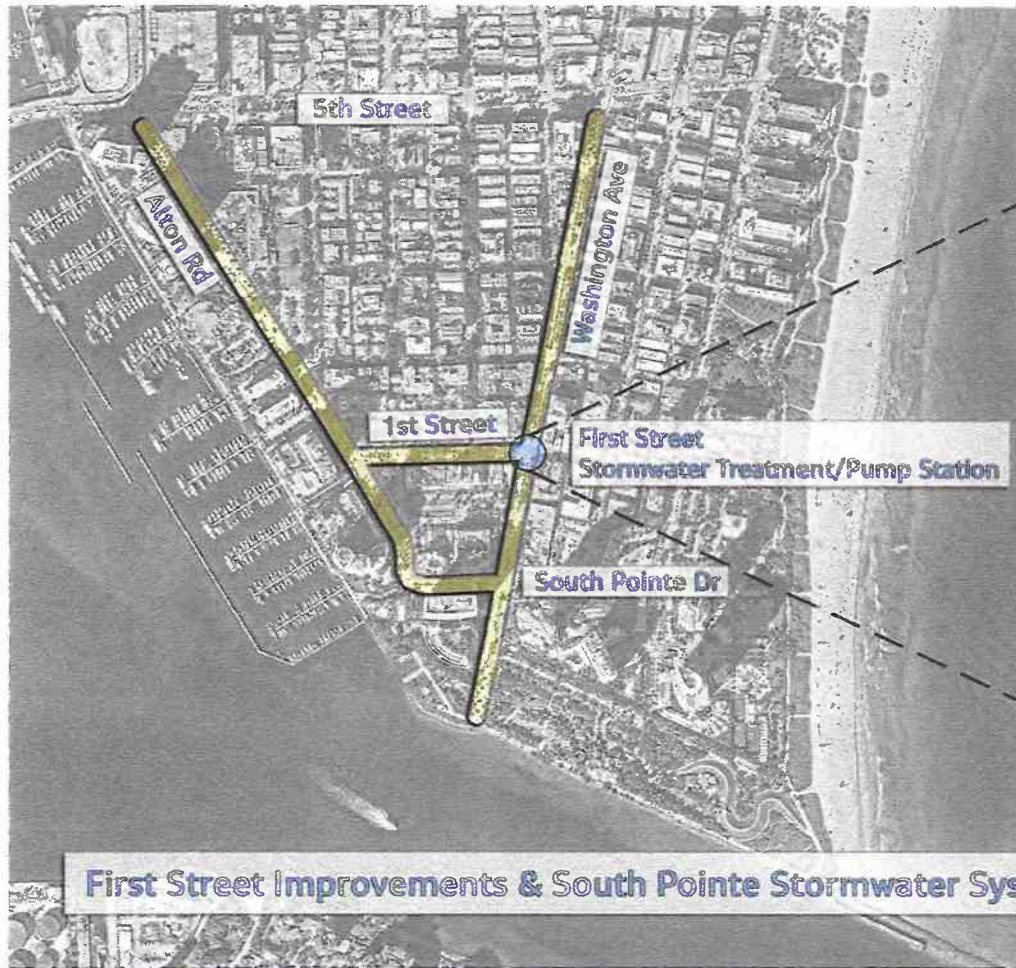 5th Street
Alton Rd
Washington Ave
1st Street
First Street
Stormwater Treatment/Pump Station
South Pointe Dr
First Street Improvements & South Pointe Stormwater Sys